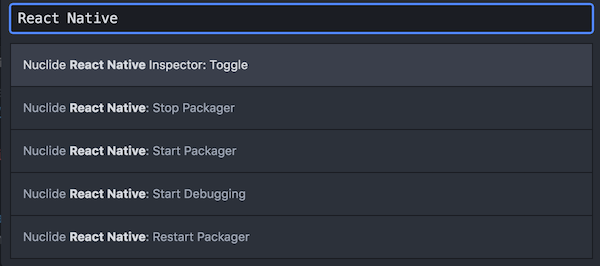 React Native
Nuclide React Native Inspector: Toggle
Nuclide React Native: Stop Packager
Nuclide React Native: Start Packager
Nuclide React Native: Start Debugging
Nuclide React Native: Restart Packager